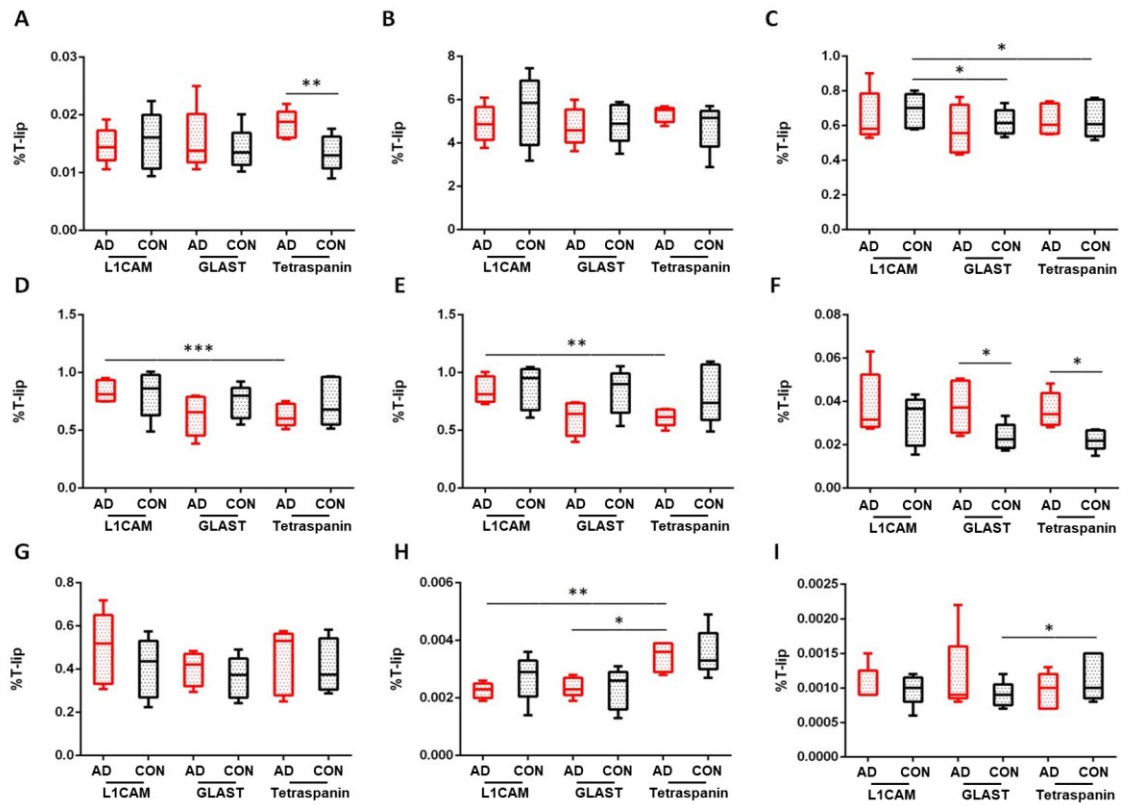 A
%T-lip
0.03
0.02
0.01
0.00
**
AD CON AD CON AD CON
L1CAM GLAST Tetraspanin
B
%T-lip
8
6
4
2
0
AD CON AD CON AD CON
L1CAM GLAST Tetraspanin
C
%T-lip
1.0
0.8
0.6
0.4
0.2
0.0
*
*
AD CON AD CON AD CON
L1CAM GLAST Tetraspanin
D
%T-lip
1.5
1.0
0.5
0.0
***
AD CON AD CON AD CON
L1CAM GLAST Tetraspanin
E
%T-lip
1.5
1.0
0.5
0.0
**
AD CON AD CON AD CON
L1CAM GLAST Tetraspanin
F
%T-lip
0.08
0.06
0.04
0.02
0.00
*
*
AD CON AD CON AD CON
L1CAM GLAST Tetraspanin
G
%T-lip
0.8
0.6
0.4
0.2
0.0
AD CON AD CON AD CON
L1CAM GLAST Tetraspanin
H
%T-lip
0.006
0.004
0.002
0.000
**
*
AD CON AD CON AD CON
L1CAM GLAST Tetraspanin
I
%T-lip
0.0025
0.0020
0.0015
0.0010
0.0005
0.0000
*
AD CON AD CON AD CON
L1CAM GLAST Tetraspanin